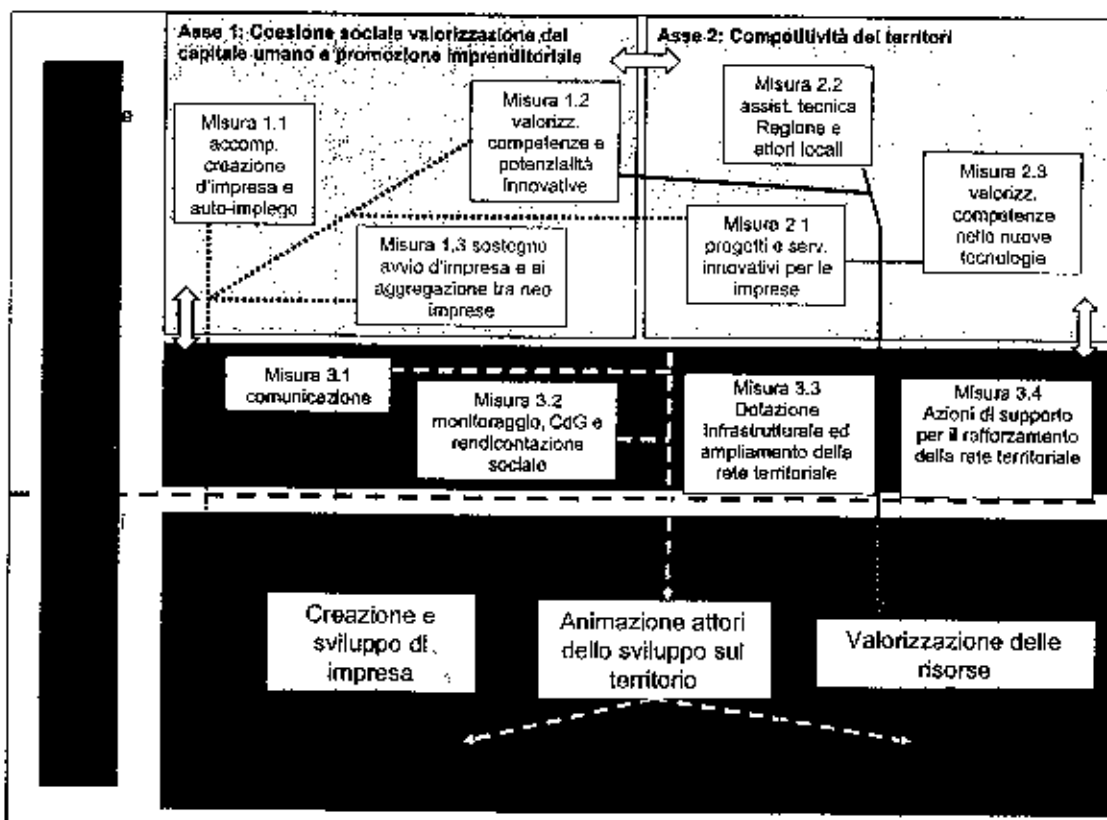 Asse 1: Coesione sociale valorizzazione del
capitale umano e promozione imprenditoriale
Asse 2: Competitività dei territori
Misura 1.1
accomp.
creazione
d'impresa e
auto-impiego
Misura 1.2
valorizz.
competenze e
potenzialità
innovative
Misura 1.3 sostegno
avvio d'impresa e ai
aggregazione tra neo
imprese
Misura 2.2
assist. tecnica
Regione e
attori locali
Misura 2.1
progetti e serv.
innovativi per le
imprese
Misura 2.3
valorizz.
competenze
nelle nuove
tecnologie
Misura 3.1
comunicazione
Misura 3.2
monitoraggio, CdG e
rendicontazione
sociale
Misura 3.3
Dotazione
infrastrutturale ed
ampliamento della
rete territoriale
Misura 3.4
Azioni di supporto
per il rafforzamento
della rete territoriale
Creazione e
sviluppo di
impresa
Animazione attori
dello sviluppo sul
territorio
Valorizzazione delle
risorse